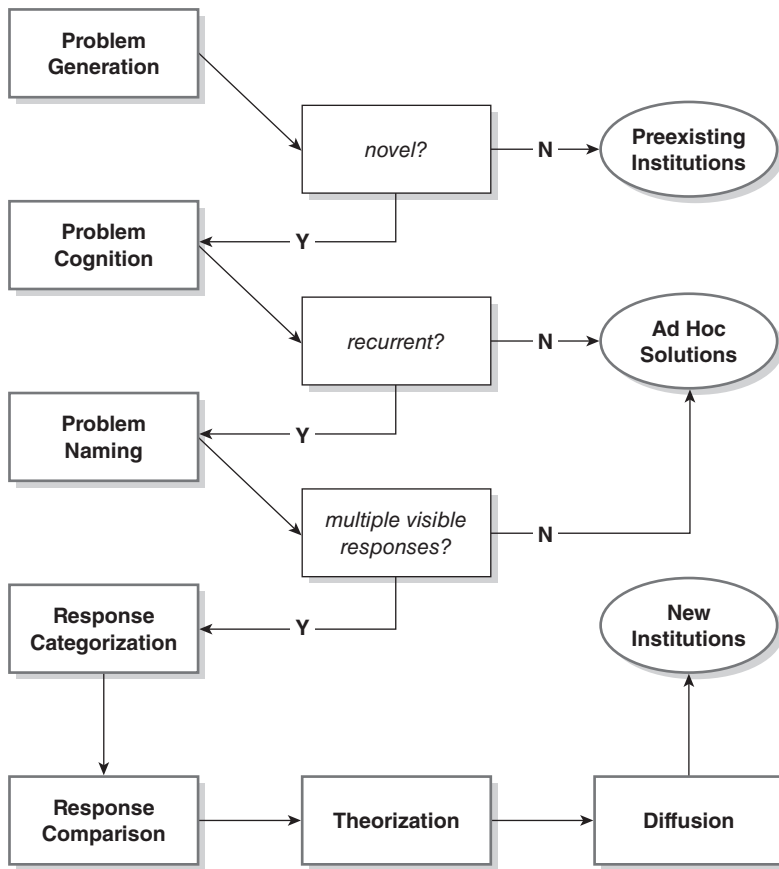 Problem
Generation
novel?
N
Preexisting
Institutions
Y
Problem
Cognition
recurrent?
N
Ad Hoc
Solutions
Y
Problem
Naming
multiple visible
responses?
N
Y
Response
Categorization
New
Institutions
Response
Comparison
Theorization
Diffusion